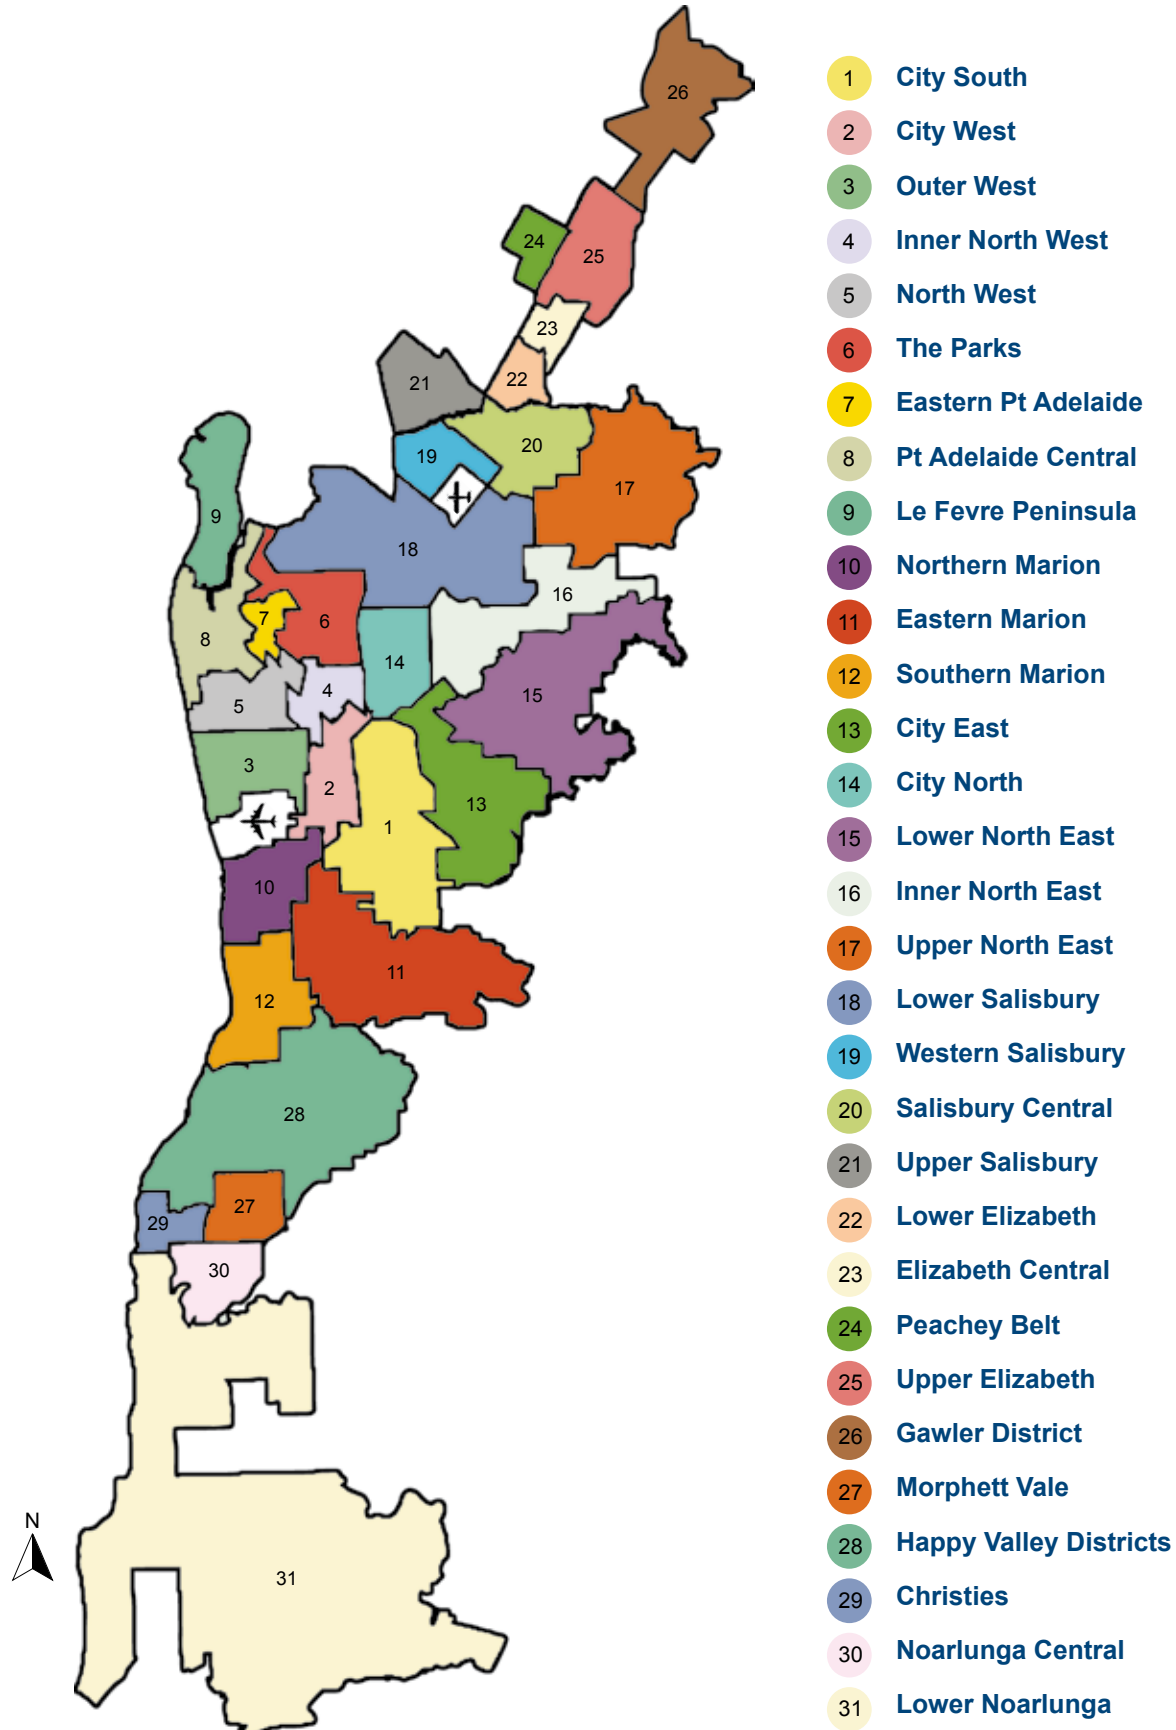 26
24
25
23
22
21
20
19
17
9
18
16
7
6
8
14
15
4
5
3
2
13
1
10
11
12
28
27
29
30
N
31
1 City South
2 City West
3 Outer West
4 Inner North West
5 North West
6 The Parks
7 Eastern Pt Adelaide
8 Pt Adelaide Central
9 Le Fevre Peninsula
10 Northern Marion
11 Eastern Marion
12 Southern Marion
13 City East
14 City North
15 Lower North East
16 Inner North East
17 Upper North East
18 Lower Salisbury
19 Western Salisbury
20 Salisbury Central
21 Upper Salisbury
22 Lower Elizabeth
23 Elizabeth Central
24 Peachey Belt
25 Upper Elizabeth
26 Gawler District
27 Morphett Vale
28 Happy Valley Districts
29 Christies
30 Noarlunga Central
31 Lower Noarlunga